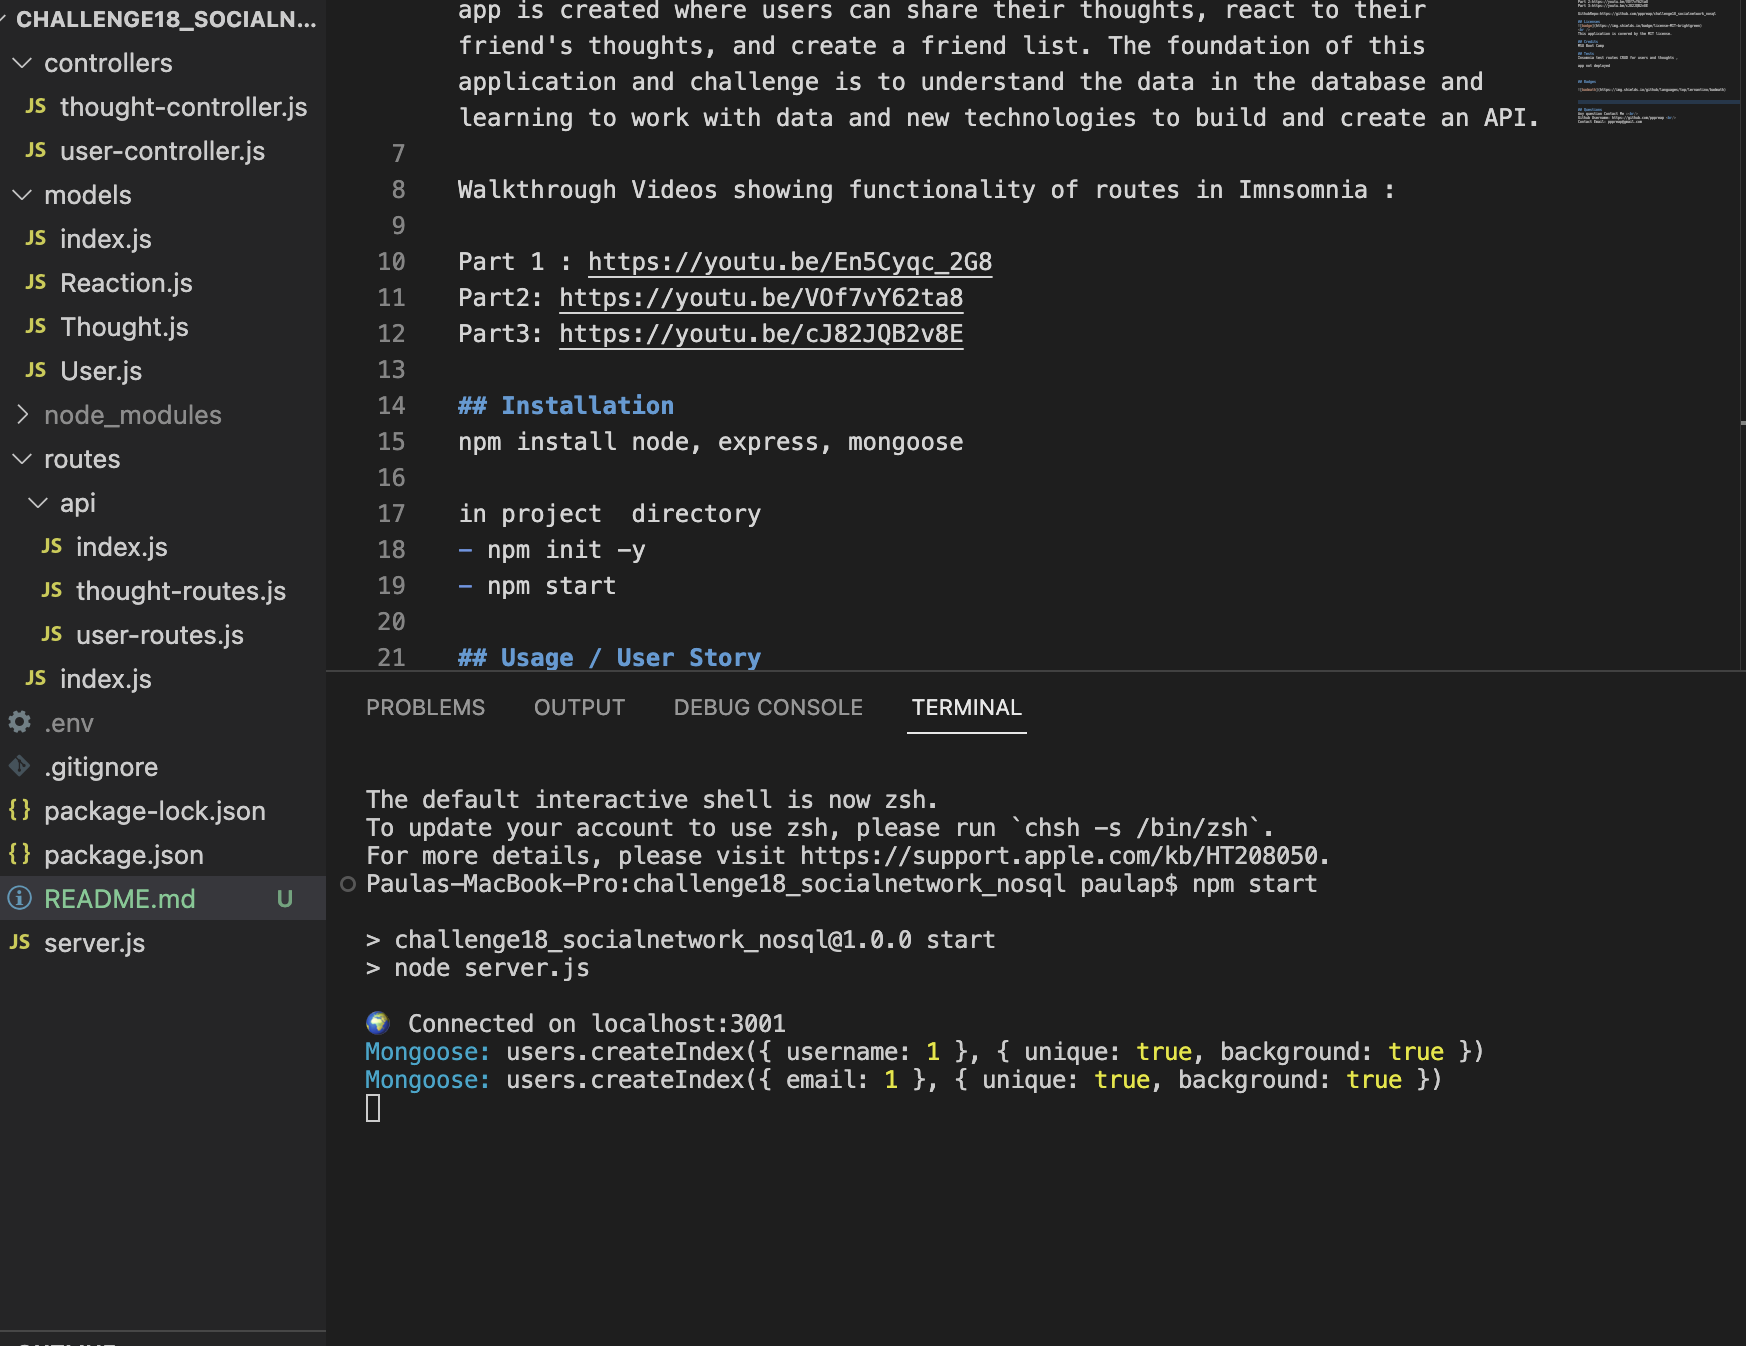 CHALLENGE18_SOCIALN...
controllers
JS thought-controller.js
JS user-controller.js
models
JS index.js
JS Reaction.js
JS Thought.js
JS User.js
node_modules
routes
api
JS index.js
JS thought-routes.js
JS user-routes.js
JS index.js
.env
.gitignore
{} package-lock.json
{} package.json
README.md U
JS server.js
app is created where users can share their thoughts, react to their
friend's thoughts, and create a friend list. The foundation of this
application and challenge is to understand the data in the database and
learning to work with data and new technologies to build and create an API.
7
8 Walkthrough Videos showing functionality of routes in Imnsomnia :
9
10 Part 1 : https://youtu.be/En5Cyqc_2G8
11 Part2: https://youtu.be/VOf7vY62ta8
12 Part3: https://youtu.be/cJ82JQB2v8E
13
14 ## Installation
15 npm install node, express, mongoose
16
17 in project  directory
18 - npm init -y
19 - npm start
20
21 ## Usage / User Story
PROBLEMS OUTPUT DEBUG CONSOLE TERMINAL
The default interactive shell is now zsh.
To update your account to use zsh, please run `chsh -s /bin/zsh`.
For more details, please visit https://support.apple.com/kb/HT208050.
Paulas-MacBook-Pro:challenge18_socialnetwork_nosql paulap$ npm start
> challenge18_socialnetwork_nosql@1.0.0 start
> node server.js
🌍 Connected on localhost:3001
Mongoose: users.createIndex({ username: 1 }, { unique: true, background: true })
Mongoose: users.createIndex({ email: 1 }, { unique: true, background: true })